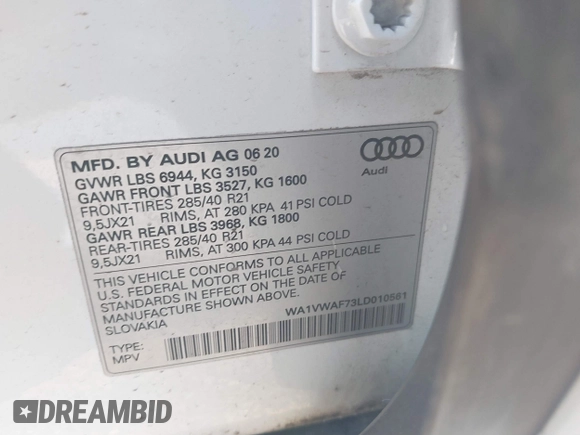 MFD. BY AUDI AG 06 20
GVWR LBS 6944, KG 3150
GAWR FRONT LBS 3527, KG 1600
FRONT-TIRES 285/40 R21
9,5JX21 RIMS, AT 280 KPA 41 PSI COLD
GAWR REAR LBS 3968, KG 1800
REAR-TIRES 285/40 R21
9,5JX21 RIMS, AT 300 KPA 44 PSI COLD
THIS VEHICLE CONFORMS TO ALL APPLICABLE
U.S. FEDERAL MOTOR VEHICLE SAFETY
STANDARDS IN EFFECT ON THE DATE OF
MANUFACTURE SHOWN ABOVE.
SLOVAKIA
WA1VWAF73LD010561
TYPE:
MPV
Audi
DREAMBID